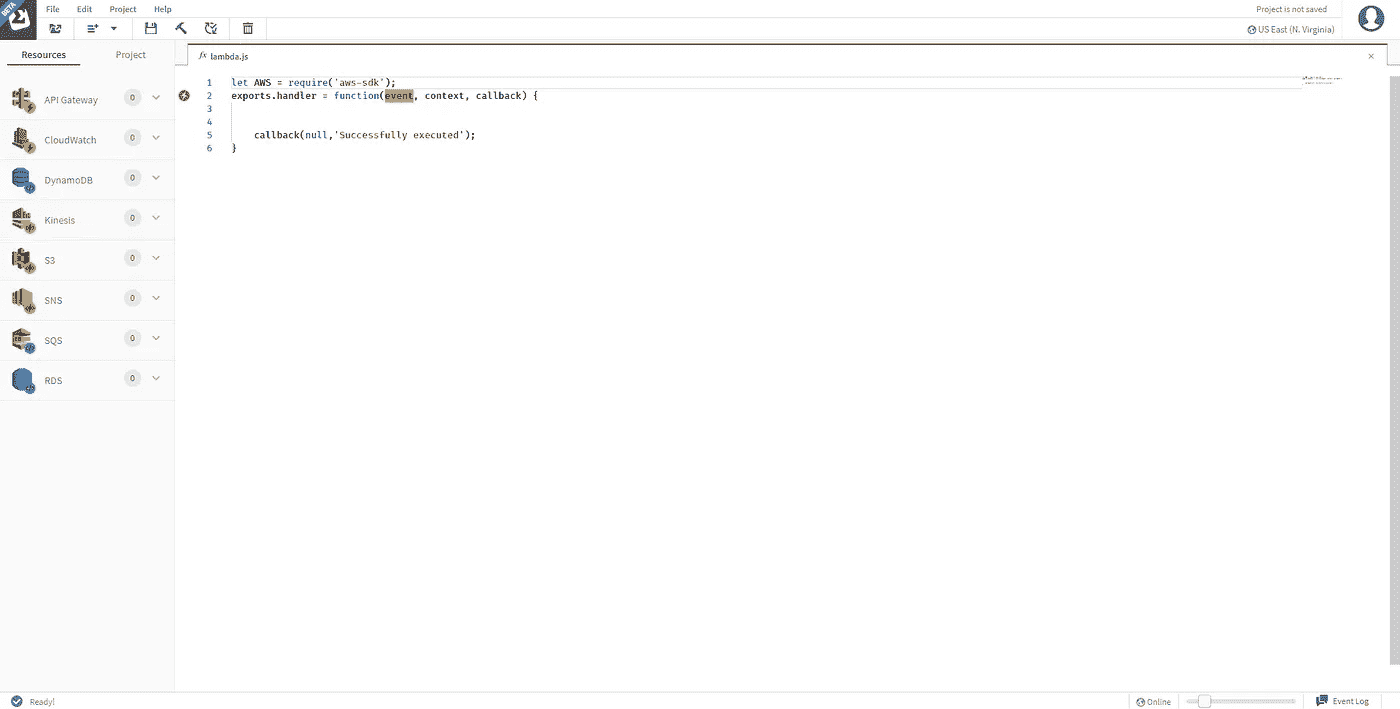 BETA
File Edit Project Help
Project is not saved
US East (N. Virginia)
Resources Project
fx lambda.js
1 let AWS = require('aws-sdk');
2 exports.handler = function(event, context, callback) {
3
4
5 callback(null,'Successfully executed');
6 }
API Gateway 0
CloudWatch 0
DynamoDB 0
Kinesis 0
S3 0
SNS 0
SQS 0
RDS 0
Ready!
Online
Event Log